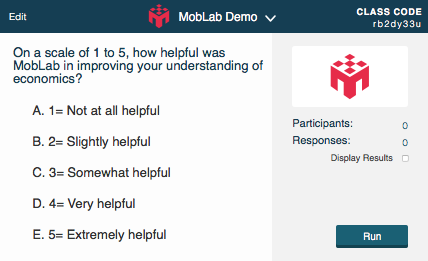 Edit
MobLab Demo
CLASS CODE
rb2dy33u
On a scale of 1 to 5, how helpful was
MobLab in improving your understanding of
economics?
A. 1= Not at all helpful
B. 2= Slightly helpful
C. 3= Somewhat helpful
D. 4= Very helpful
E. 5= Extremely helpful
Participants: 0
Responses: 0
Display Results
Run